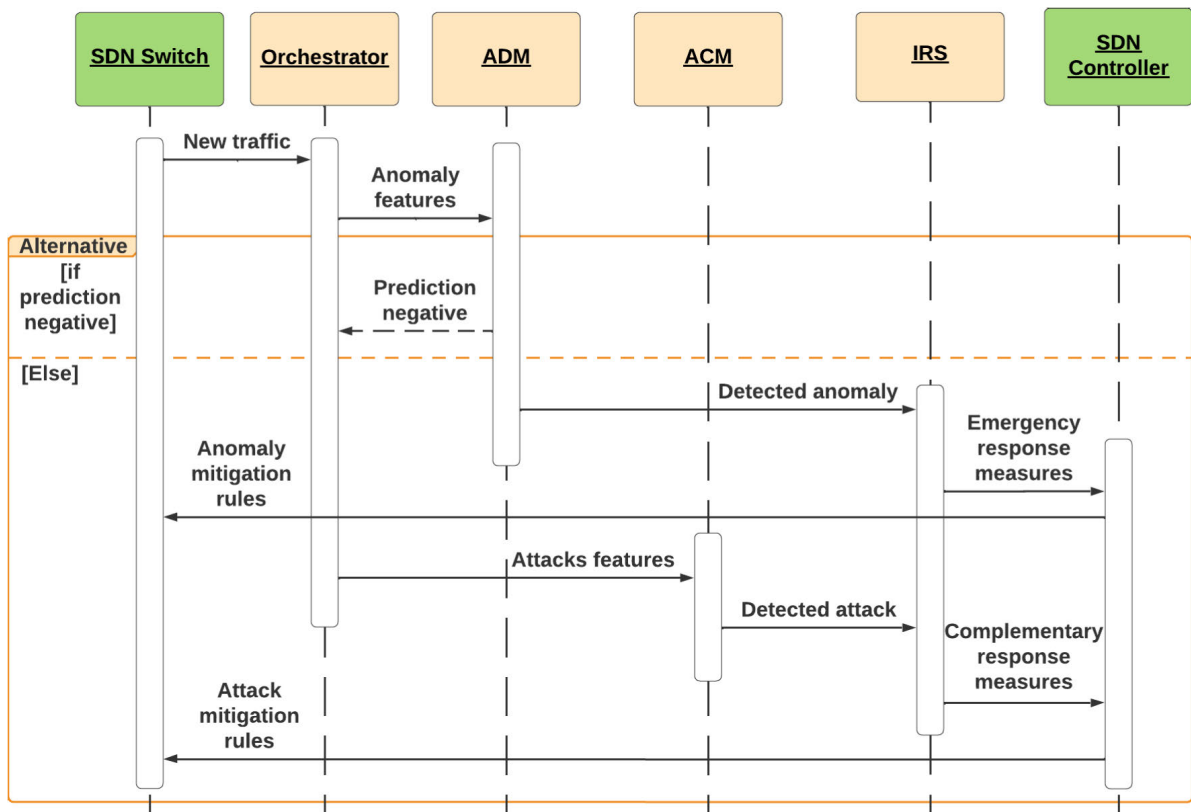 SDN Switch
Orchestrator
ADM
ACM
IRS
SDN
Controller
New traffic
Anomaly
features
Alternative
[if
prediction
negative]
Prediction
negative
[Else]
Detected anomaly
Emergency
response
measures
Anomaly
mitigation
rules
Attacks features
Detected attack
Complementary
response
measures
Attack
mitigation
rules